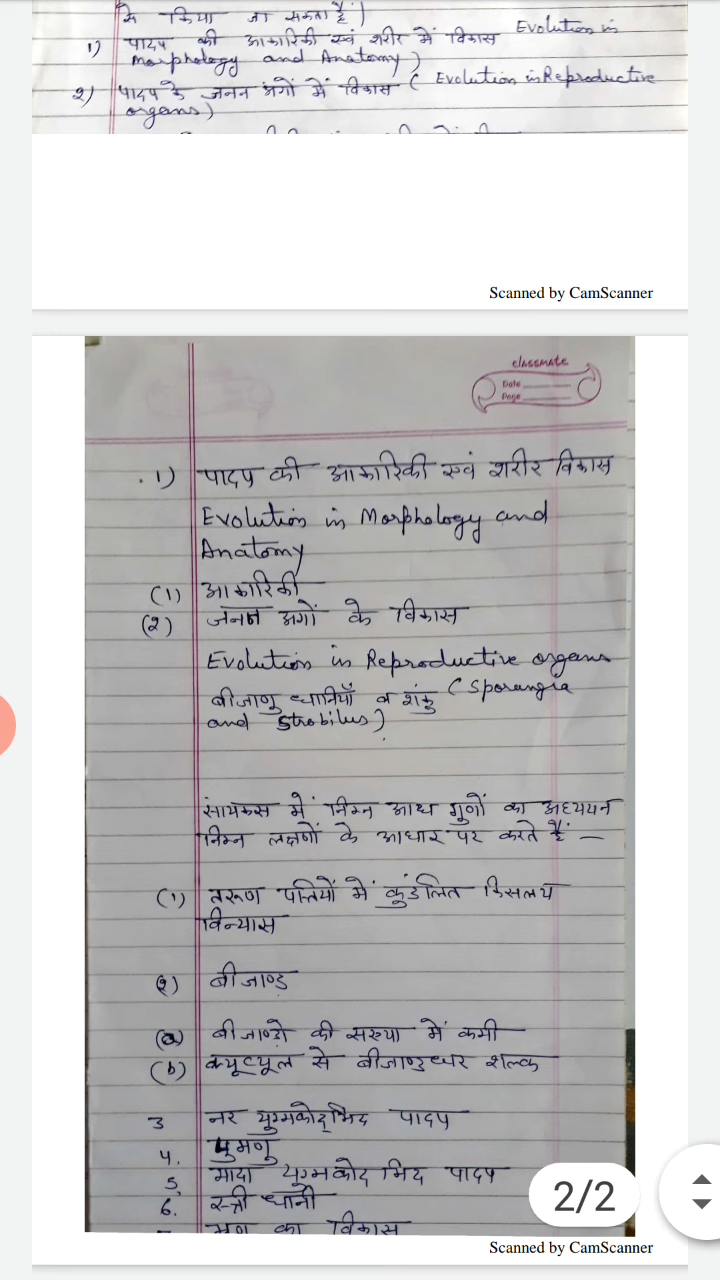 में किया जा सकता है |
1) पादप की आकारिकी एवं शरीर में विकास Evolution in
Morphology and Anatomy)
2) पादप के जनन अंगों में विकास ( Evolution in Reproductive
organs)
Scanned by CamScanner
classmate
Date
Page
1) पादप की आकारिकी एवं शरीर विकास
Evolution in Morphology and
Anatomy
(1) आकारिकी
(2) जनन अगों के विकास
Evolution in Reproductive organs
बीजाणु धानियाँ व शंकु (Sporangia
and Strobilus)
सायकस में निम्न आध गुणों का अध्ययन
निम्न लक्षणों के आधार पर करते हैं —
(1) तरूण पत्तियों में कुंडलित किसलय
विन्यास
(2) बीजाण्ड
(a) बीजाण्डो की संख्या में कमी
(b) क्यूट्यूल से बीजाण्डधर शल्क
3 नर युग्मकोद्भिद पादप
4. पुमणु
5. मादा युग्मकोद भिद पादप
6. स्त्री धानी
का विकास
2/2
Scanned by CamScanner